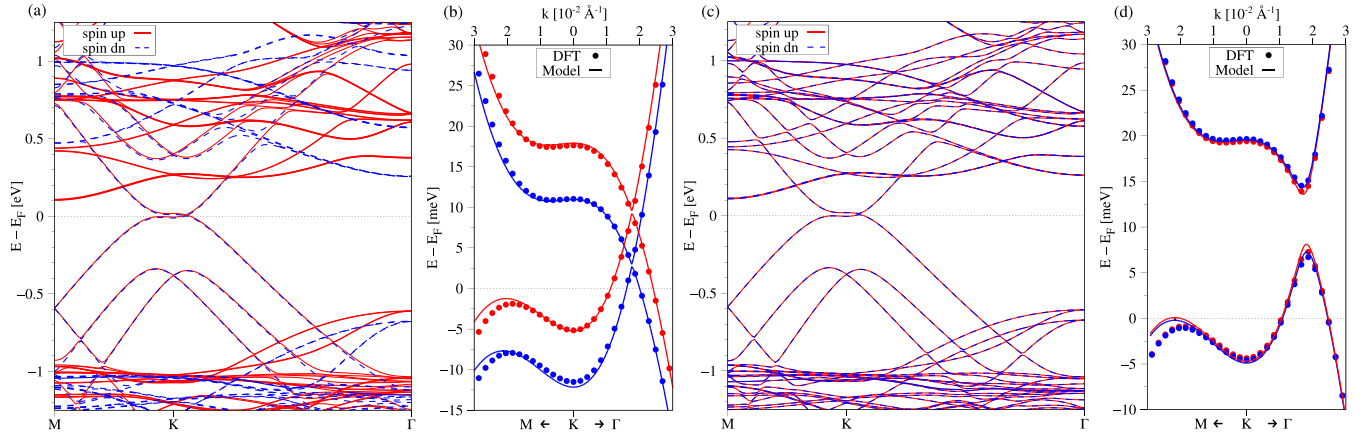 (a)
spin up
spin dn
E − E_F [eV]
1
0.5
0
−0.5
−1
M
K
Γ
(b)
k [10⁻² Å⁻¹]
3
2
1
0
1
2
3
DFT
Model
E − E_F [meV]
30
25
20
15
10
5
0
−5
−10
−15
M ← K → Γ
(c)
spin up
spin dn
E − E_F [eV]
1
0.5
0
−0.5
−1
M
K
Γ
(d)
k [10⁻² Å⁻¹]
3
2
1
0
1
2
3
DFT
Model
E − E_F [meV]
30
25
20
15
10
5
0
−5
−10
M ← K → Γ